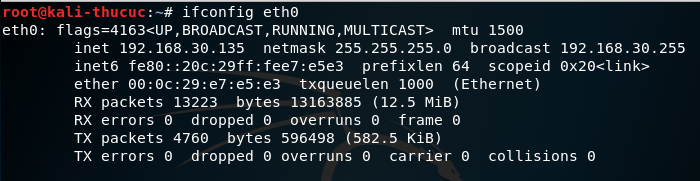 root@kali-thucuc:~# ifconfig eth0
eth0: flags=4163<UP,BROADCAST,RUNNING,MULTICAST>  mtu 1500
        inet 192.168.30.135  netmask 255.255.255.0  broadcast 192.168.30.255
        inet6 fe80::20c:29ff:fee7:e5e3  prefixlen 64  scopeid 0x20<link>
        ether 00:0c:29:e7:e5:e3  txqueuelen 1000  (Ethernet)
        RX packets 13223  bytes 13163885 (12.5 MiB)
        RX errors 0  dropped 0  overruns 0  frame 0
        TX packets 4760  bytes 596498 (582.5 KiB)
        TX errors 0  dropped 0 overruns 0  carrier 0  collisions 0